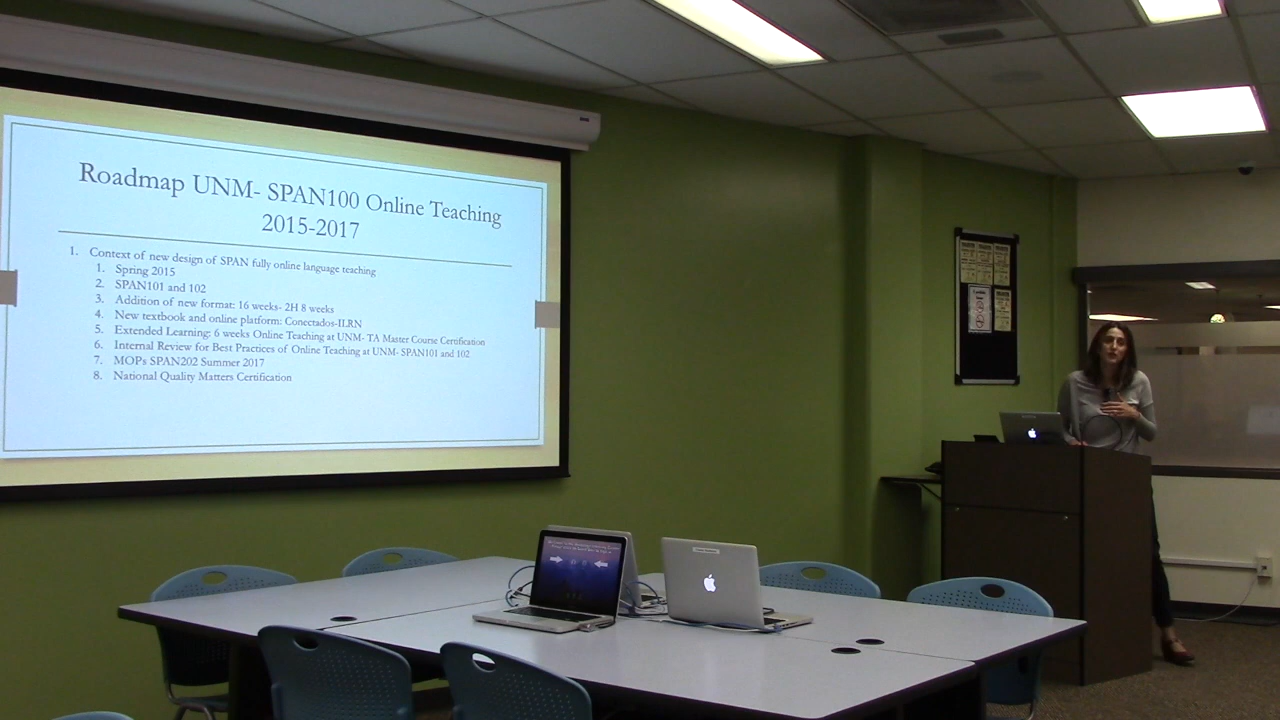 Roadmap UNM- SPAN100 Online Teaching
2015-2017
1. Context of new design of SPAN fully online language teaching
1. Spring 2015
2. SPAN101 and 102
3. Addition of new format: 16 weeks- 2H 8 weeks
4. New textbook and online platform: Conectados-ILRN
5. Extended Learning: 6 weeks Online Teaching at UNM- TA Master Course Certification
6. Internal Review for Best Practices of Online Teaching at UNM- SPAN101 and 102
7. MOPs SPAN202 Summer 2017
8. National Quality Matters Certification